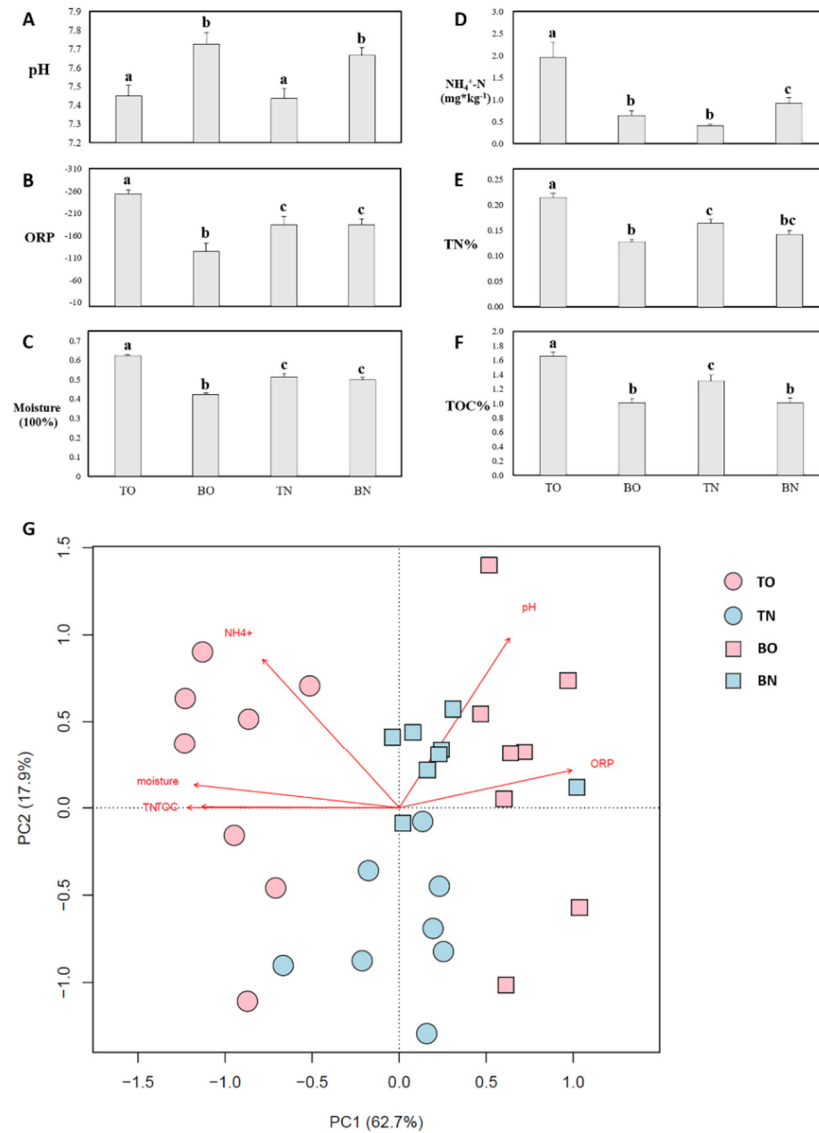 A
pH
7.9
7.8
7.7
7.6
7.5
7.4
7.3
7.2
a
b
a
b
B
ORP
-310
-260
-210
-160
-110
-60
-10
a
b
c
c
C
Moisture
(100%)
0.7
0.6
0.5
0.4
0.3
0.2
0.1
0
a
b
c
c
TO BO TN BN
D
NH₄⁺-N
(mg*kg⁻¹)
3.0
2.5
2.0
1.5
1.0
0.5
0.0
a
b
b
c
E
TN%
0.25
0.20
0.15
0.10
0.05
0.00
a
b
c
bc
F
TOC%
2.0
1.8
1.6
1.4
1.2
1.0
0.8
0.6
0.4
0.2
0.0
a
b
c
b
TO BO TN BN
G
PC2 (17.9%)
1.5
1.0
0.5
0.0
−0.5
−1.0
NH4+
pH
moisture
ORP
TNTOC
−1.5 −1.0 −0.5 0.0 0.5 1.0
PC1 (62.7%)
TO
TN
BO
BN